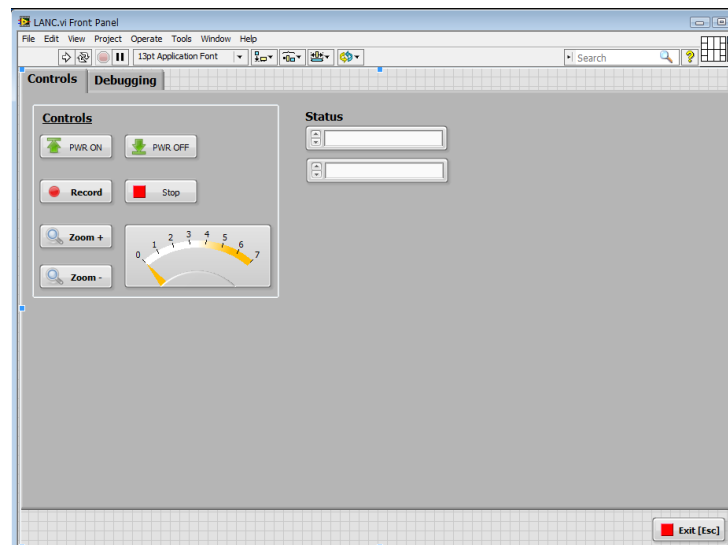 LANC.vi Front Panel
File Edit View Project Operate Tools Window Help
13pt Application Font
Search
?
Controls Debugging
Controls
PWR ON PWR OFF
Record Stop
Zoom +
Zoom -
0 1 2 3 4 5 6 7
Status
Exit [Esc]